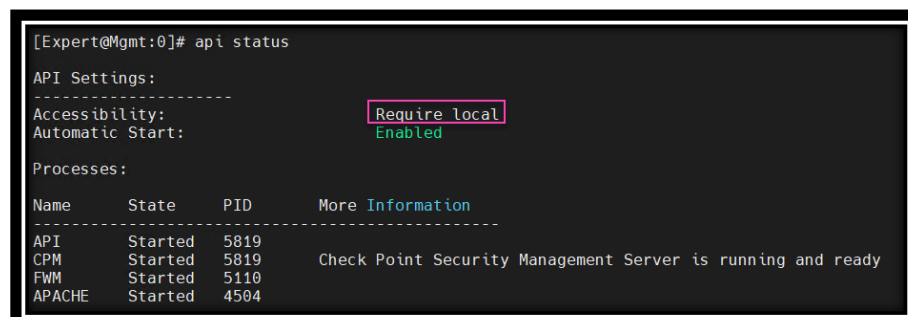 [Expert@Mgmt:0]# api status
API Settings:
---------------------
Accessibility: Require local
Automatic Start: Enabled
Processes:
Name State PID More Information
-------------------------------------------------
API Started 5819
CPM Started 5819 Check Point Security Management Server is running and ready
FWM Started 5110
APACHE Started 4504